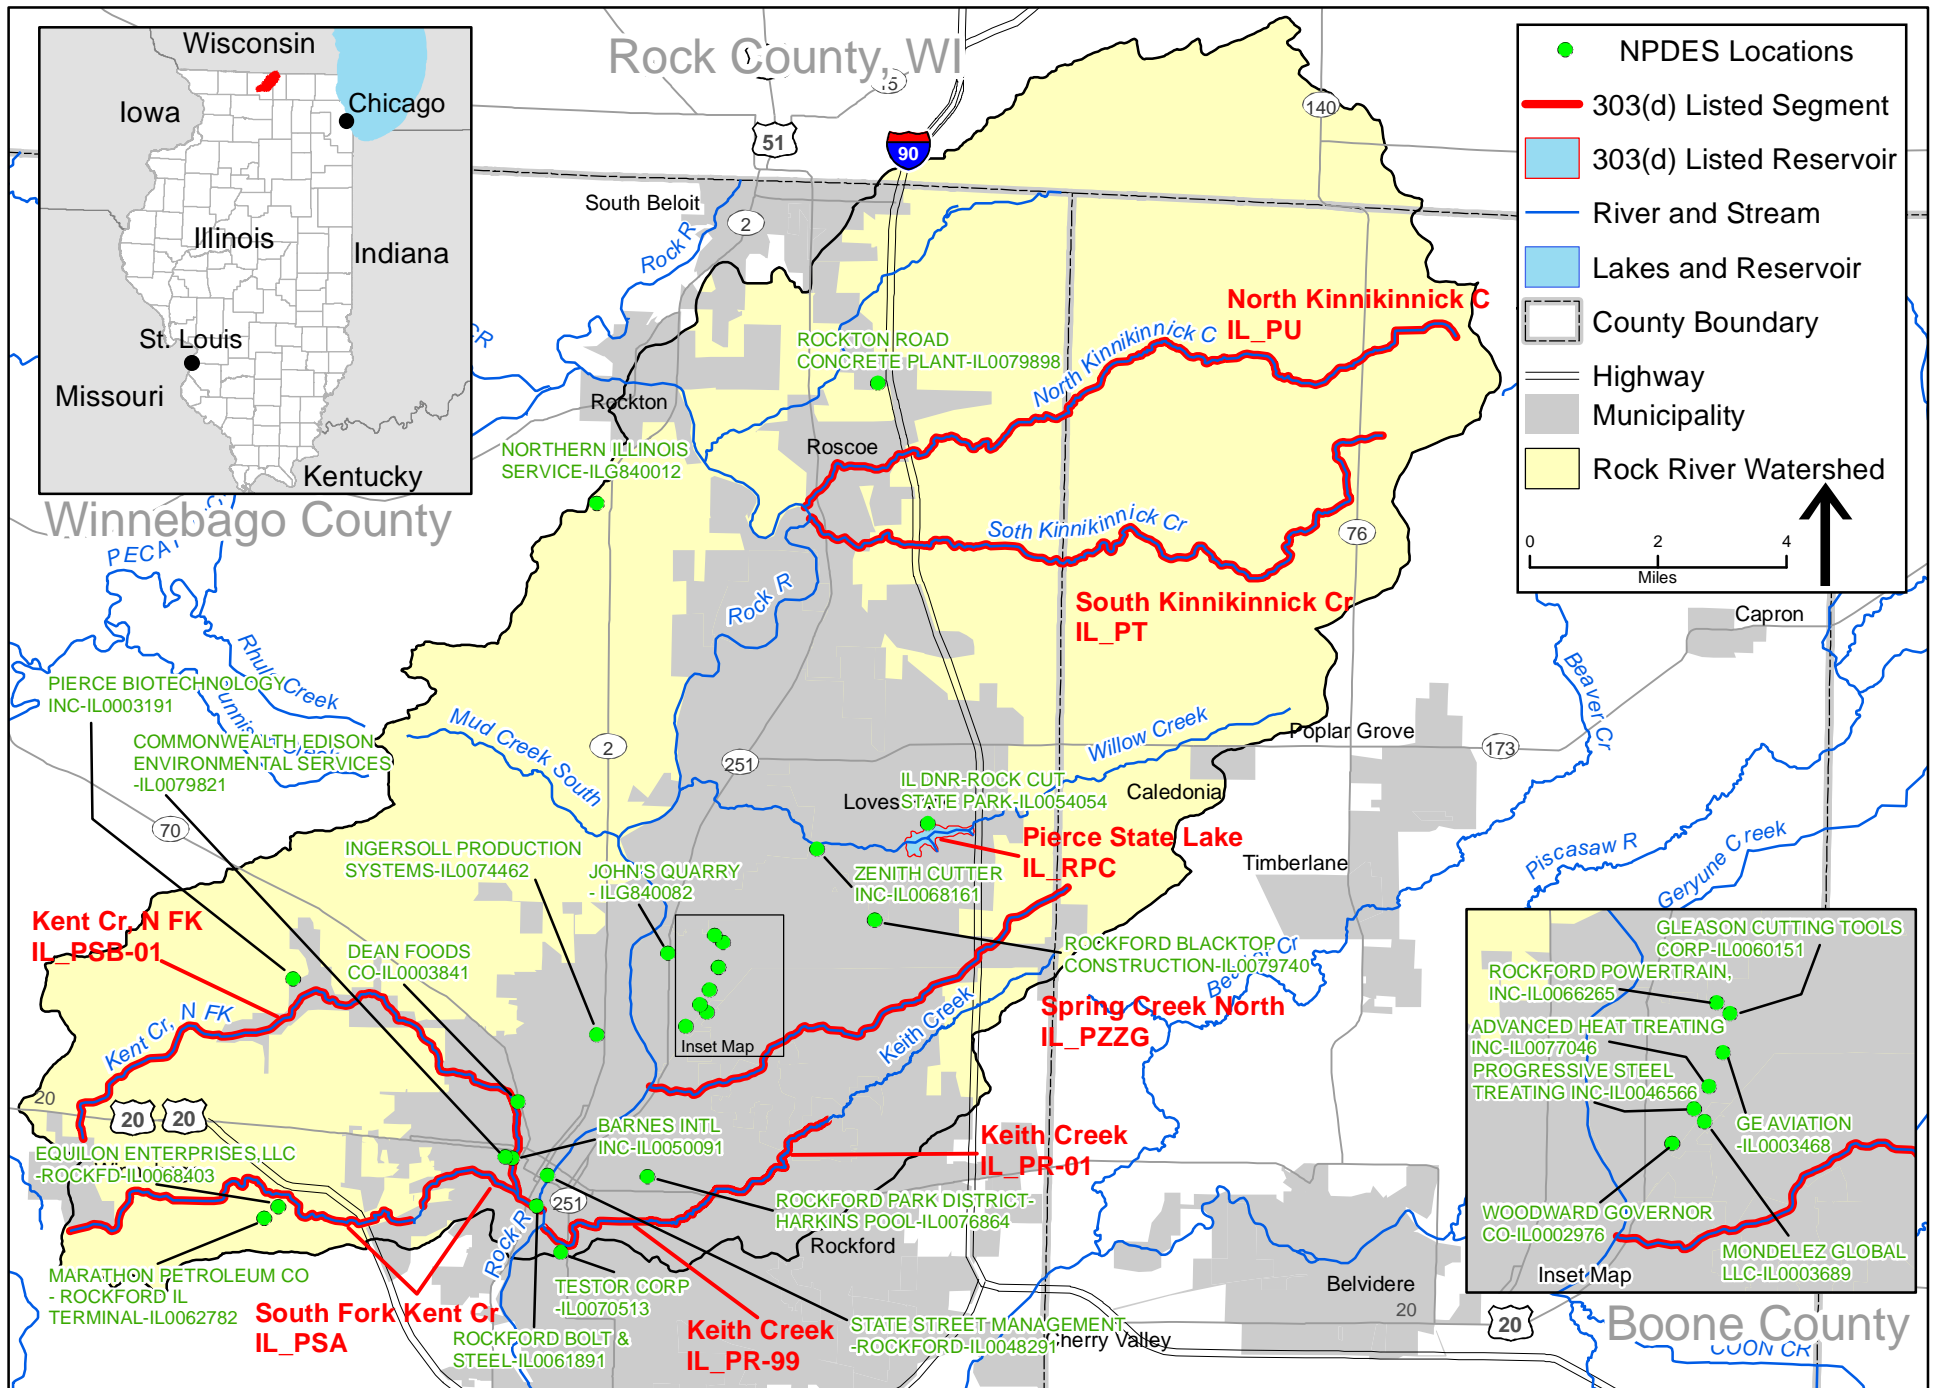 Wisconsin
Iowa
Chicago
Illinois
Indiana
St. Louis
Missouri
Kentucky
Rock County, WI
Winnebago County
Boone County
NPDES Locations
303(d) Listed Segment
303(d) Listed Reservoir
River and Stream
Lakes and Reservoir
County Boundary
Highway
Municipality
Rock River Watershed
0
2
4
Miles
51
90
140
South Beloit
2
Rock R
CR
North Kinnikinnick C
IL_PU
ROCKTON ROAD
CONCRETE PLANT-IL0079898
North Kinnikinnick C
Rockton
Roscoe
NORTHERN ILLINOIS
SERVICE-ILG840012
Soth Kinnikinnick Cr
76
South Kinnikinnick Cr
IL_PT
Rock R
Capron
Beaver Cr
Rhule Creek
PIERCE BIOTECHNOLOGY
INC-IL0003191
COMMONWEALTH EDISON
ENVIRONMENTAL SERVICES
-IL0079821
Mud Creek South
2
251
Willow Creek
Poplar Grove
173
Caledonia
IL DNR-ROCK CUT
STATE PARK-IL0054054
Pierce State Lake
IL_RPC
Timberlane
Piscasaw R
Geryune Creek
70
INGERSOLL PRODUCTION
SYSTEMS-IL0074462
JOHN'S QUARRY
- ILG840082
ZENITH CUTTER
INC-IL0068161
ROCKFORD BLACKTOP
CONSTRUCTION-IL0079740
Kent Cr, N FK
IL_PSB-01
DEAN FOODS
CO-IL0003841
Kent Cr, N FK
Inset Map
Keith Creek
Spring Creek North
IL_PZZG
20
20
20
EQUILON ENTERPRISES,LLC
-ROCKFD-IL0068403
BARNES INTL
INC-IL0050091
Keith Creek
IL_PR-01
ROCKFORD PARK DISTRICT-
HARKINS POOL-IL0076864
Rockford
251
Rock R
MARATHON PETROLEUM CO
- ROCKFORD IL
TERMINAL-IL0062782
South Fork Kent Cr
IL_PSA
TESTOR CORP
-IL0070513
ROCKFORD BOLT &
STEEL-IL0061891
Keith Creek
IL_PR-99
STATE STREET MANAGEMENT
-ROCKFORD-IL0048291
Cherry Valley
Belvidere
20
20
GLEASON CUTTING TOOLS
CORP-IL0060151
ROCKFORD POWERTRAIN,
INC-IL0066265
ADVANCED HEAT TREATING
INC-IL0077046
PROGRESSIVE STEEL
TREATING INC-IL0046566
GE AVIATION
-IL0003468
WOODWARD GOVERNOR
CO-IL0002976
MONDELEZ GLOBAL
LLC-IL0003689
Inset Map
COON CR